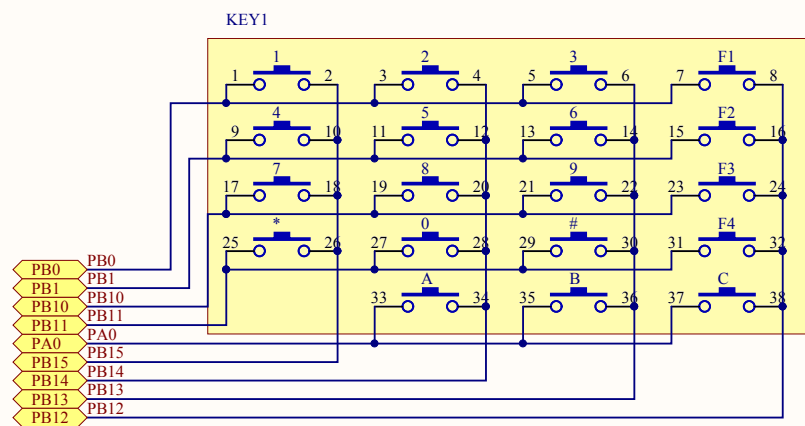 KEY1
1 2 3 F1
1 2 3 4 5 6 7 8
4 5 6 F2
9 10 11 12 13 14 15 16
7 8 9 F3
17 18 19 20 21 22 23 24
* 0 # F4
25 26 27 28 29 30 31 32
A B C
33 34 35 36 37 38
PB0 PB0
PB1 PB1
PB10 PB10
PB11 PB11
PA0 PA0
PB15 PB15
PB14 PB14
PB13 PB13
PB12 PB12